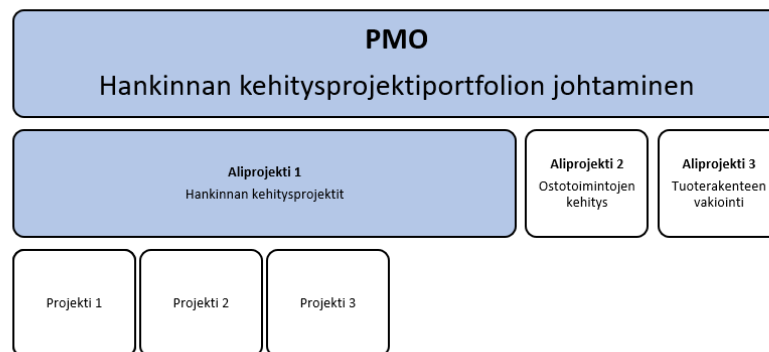 PMO
Hankinnan kehitysprojektiportfolion johtaminen
Aliprojekti 1
Hankinnan kehitysprojektit
Aliprojekti 2
Ostotoimintojen
kehitys
Aliprojekti 3
Tuoterakenteen
vakiointi
Projekti 1
Projekti 2
Projekti 3